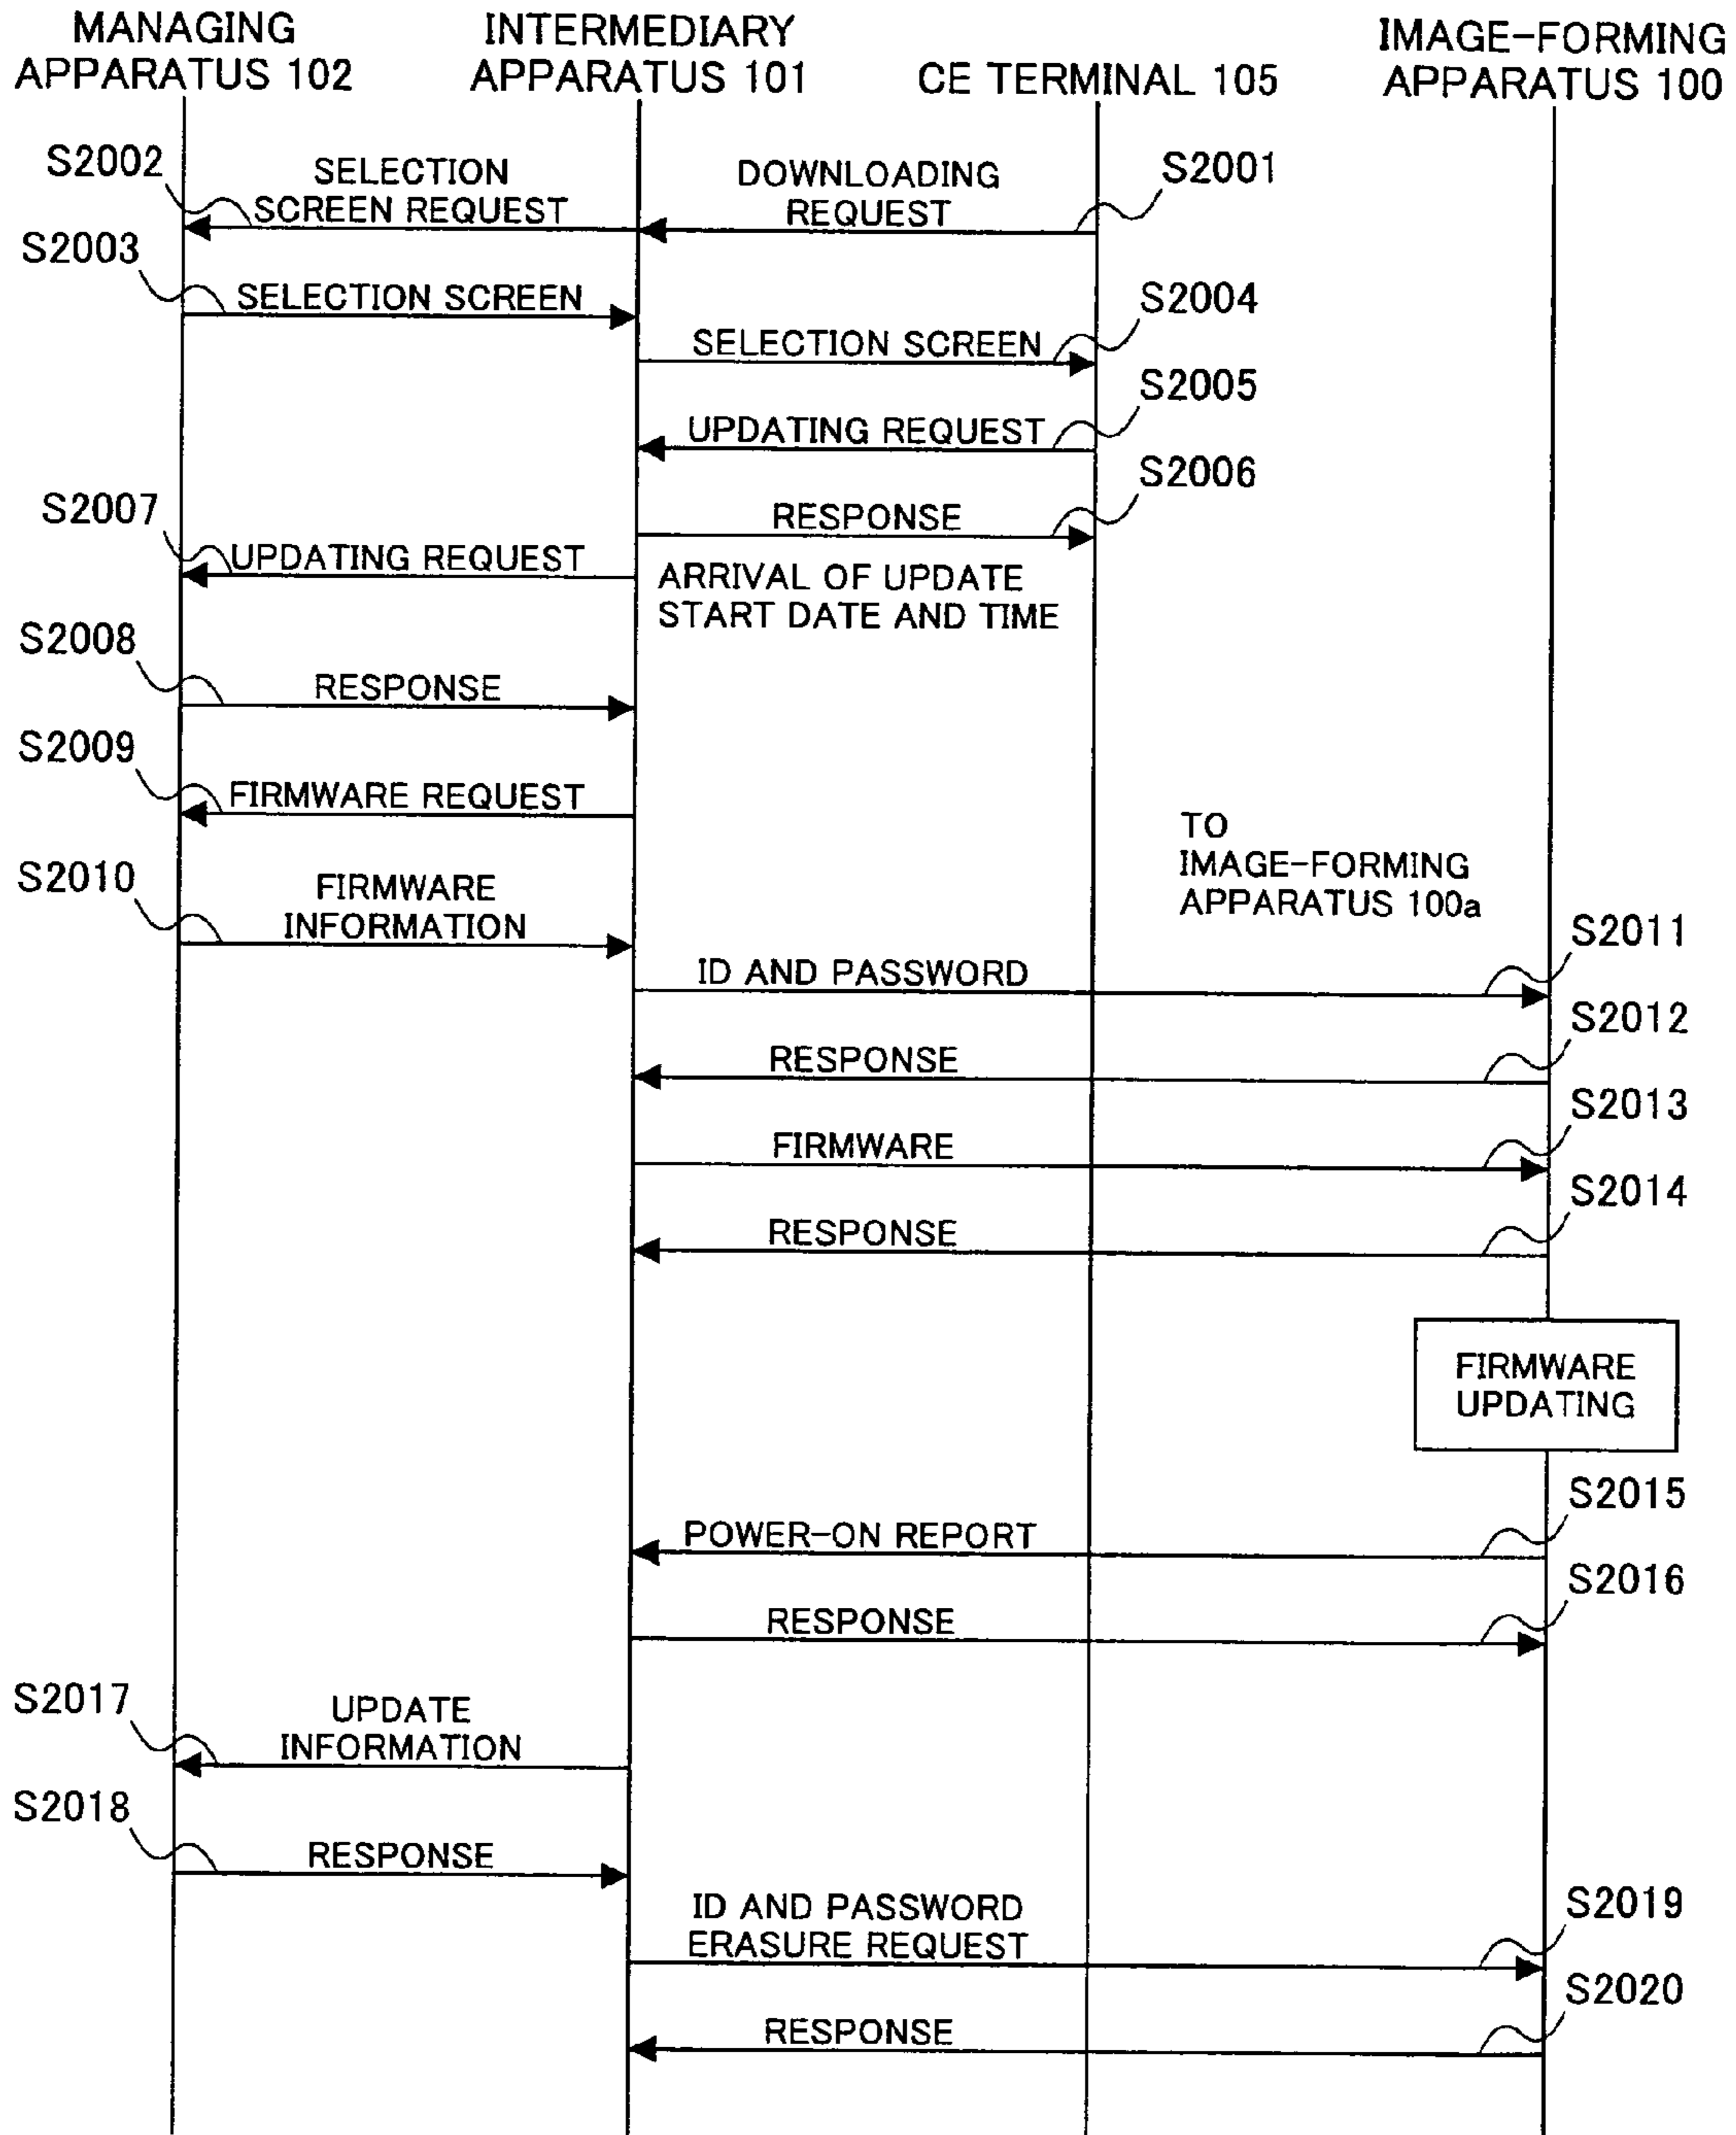 MANAGING
APPARATUS 102
INTERMEDIARY
APPARATUS 101
CE TERMINAL 105
IMAGE-FORMING
APPARATUS 100
S2002
SELECTION
SCREEN REQUEST
DOWNLOADING
REQUEST
S2001
S2003
SELECTION SCREEN
S2004
SELECTION SCREEN
S2005
UPDATING REQUEST
S2006
RESPONSE
S2007
UPDATING REQUEST
ARRIVAL OF UPDATE
START DATE AND TIME
S2008
RESPONSE
S2009
FIRMWARE REQUEST
TO
IMAGE-FORMING
APPARATUS 100a
S2010
FIRMWARE
INFORMATION
S2011
ID AND PASSWORD
S2012
RESPONSE
S2013
FIRMWARE
S2014
RESPONSE
FIRMWARE
UPDATING
S2015
POWER-ON REPORT
S2016
RESPONSE
S2017
UPDATE
INFORMATION
S2018
RESPONSE
ID AND PASSWORD
ERASURE REQUEST
S2019
S2020
RESPONSE